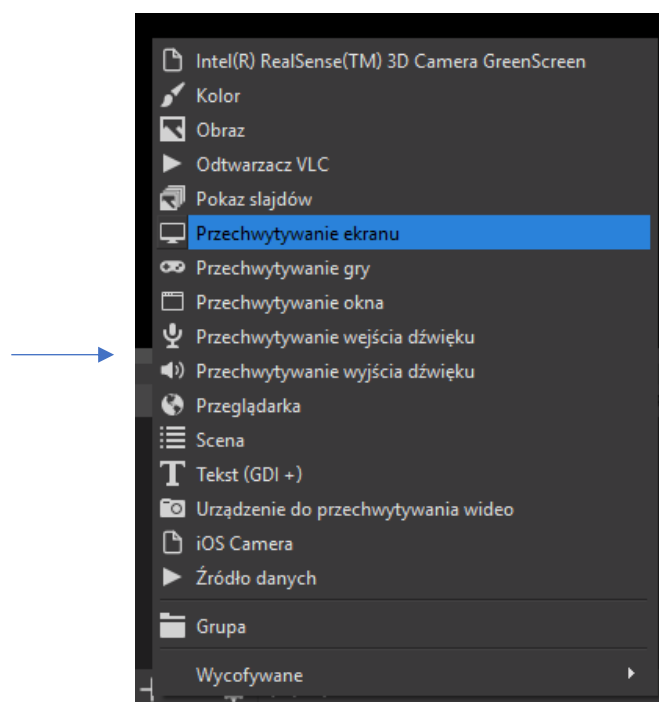 Intel(R) RealSense(TM) 3D Camera GreenScreen
Kolor
Obraz
Odtwarzacz VLC
Pokaz slajdów
Przechwytywanie ekranu
Przechwytywanie gry
Przechwytywanie okna
Przechwytywanie wejścia dźwięku
Przechwytywanie wyjścia dźwięku
Przeglądarka
Scena
Tekst (GDI +)
Urządzenie do przechwytywania wideo
iOS Camera
Źródło danych
Grupa
Wycofywane